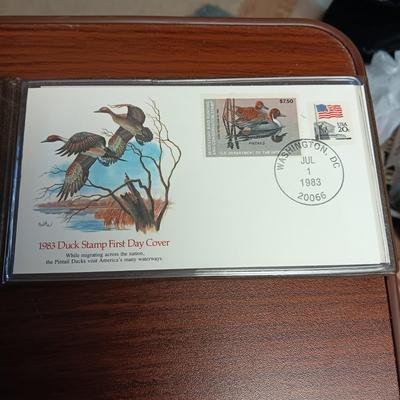 $7.50
PINTAILS
U.S. DEPARTMENT OF THE INTERIOR
USA
20c
WASHINGTON, DC
JUL
1
1983
20066
1983 Duck Stamp First Day Cover
While migrating across the nation,
the Pintail Ducks visit America's many waterways.